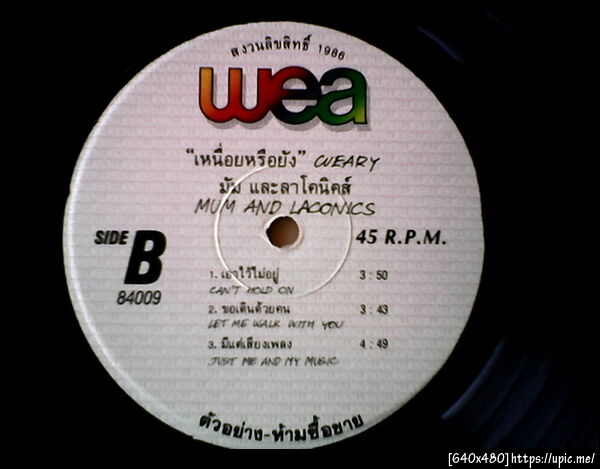 สงวนลิขสิทธิ์ 1986
wea
"เหนื่อยหรือยัง" WEARY
มัม และลาโคนิคส์
MUM AND LACONICS
SIDE B
45 R.P.M.
84009
1. เอาไว้ไม่อยู่ 3 : 50
CAN'T HOLD ON
2. ขอเดินด้วยคน 3 : 43
LET ME WALK WITH YOU
3. มีแต่เสียงเพลง 4 : 49
JUST ME AND MY MUSIC
ตัวอย่าง-ห้ามซื้อขาย
[640x480]https://upic.me/